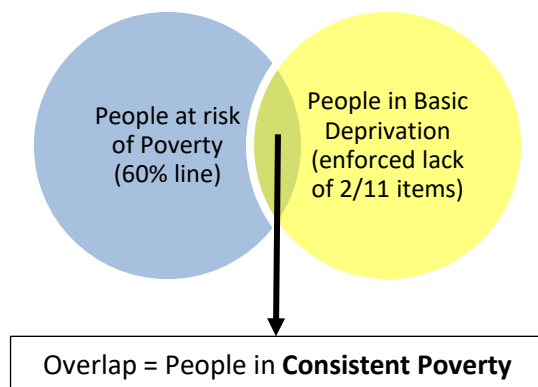 People at risk
of Poverty
(60% line)
People in Basic
Deprivation
(enforced lack
of 2/11 items)
Overlap = People in Consistent Poverty